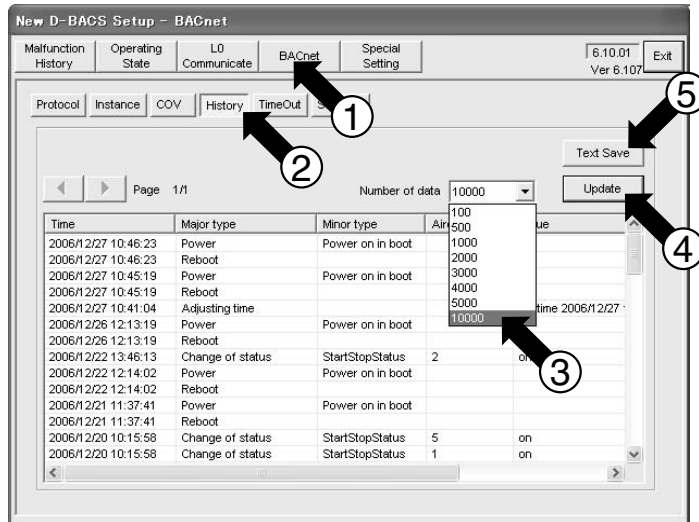 New D-BACS Setup - BACnet
Malfunction History
Operating State
L0 Communicate
BACnet
Special Setting
6.10.01
Ver 6.107
Exit
1
5
Protocol
Instance
COV
History
TimeOut
S
2
Text Save
Page 1/1
Number of data
10000
Update
4
100
500
1000
2000
3000
4000
5000
10000
3
Time Major type Minor type Air ue
2006/12/27 10:46:23 Power Power on in boot
2006/12/27 10:46:23 Reboot
2006/12/27 10:45:19 Power Power on in boot
2006/12/27 10:45:19 Reboot
2006/12/27 10:41:04 Adjusting time time 2006/12/27
2006/12/26 12:13:19 Power Power on in boot
2006/12/26 12:13:19 Reboot
2006/12/22 13:46:13 Change of status StartStopStatus 2 on
2006/12/22 12:14:02 Power Power on in boot
2006/12/22 12:14:02 Reboot
2006/12/21 11:37:41 Power Power on in boot
2006/12/21 11:37:41 Reboot
2006/12/20 10:15:58 Change of status StartStopStatus 5 on
2006/12/20 10:15:58 Change of status StartStopStatus 1 on